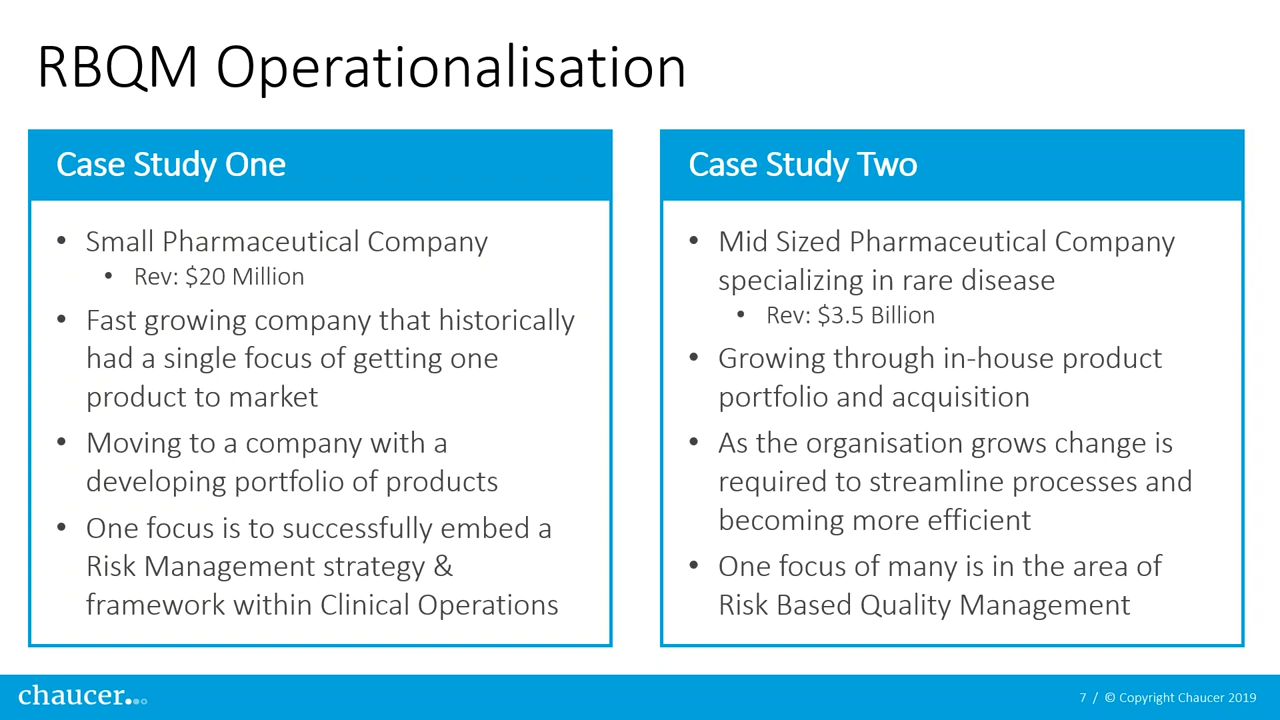 RBQM Operationalisation
Case Study One
• Small Pharmaceutical Company
• Rev: $20 Million
• Fast growing company that historically
had a single focus of getting one
product to market
• Moving to a company with a
developing portfolio of products
• One focus is to successfully embed a
Risk Management strategy &
framework within Clinical Operations
Case Study Two
• Mid Sized Pharmaceutical Company
specializing in rare disease
• Rev: $3.5 Billion
• Growing through in-house product
portfolio and acquisition
• As the organisation grows change is
required to streamline processes and
becoming more efficient
• One focus of many is in the area of
Risk Based Quality Management
chaucer
7 / © Copyright Chaucer 2019